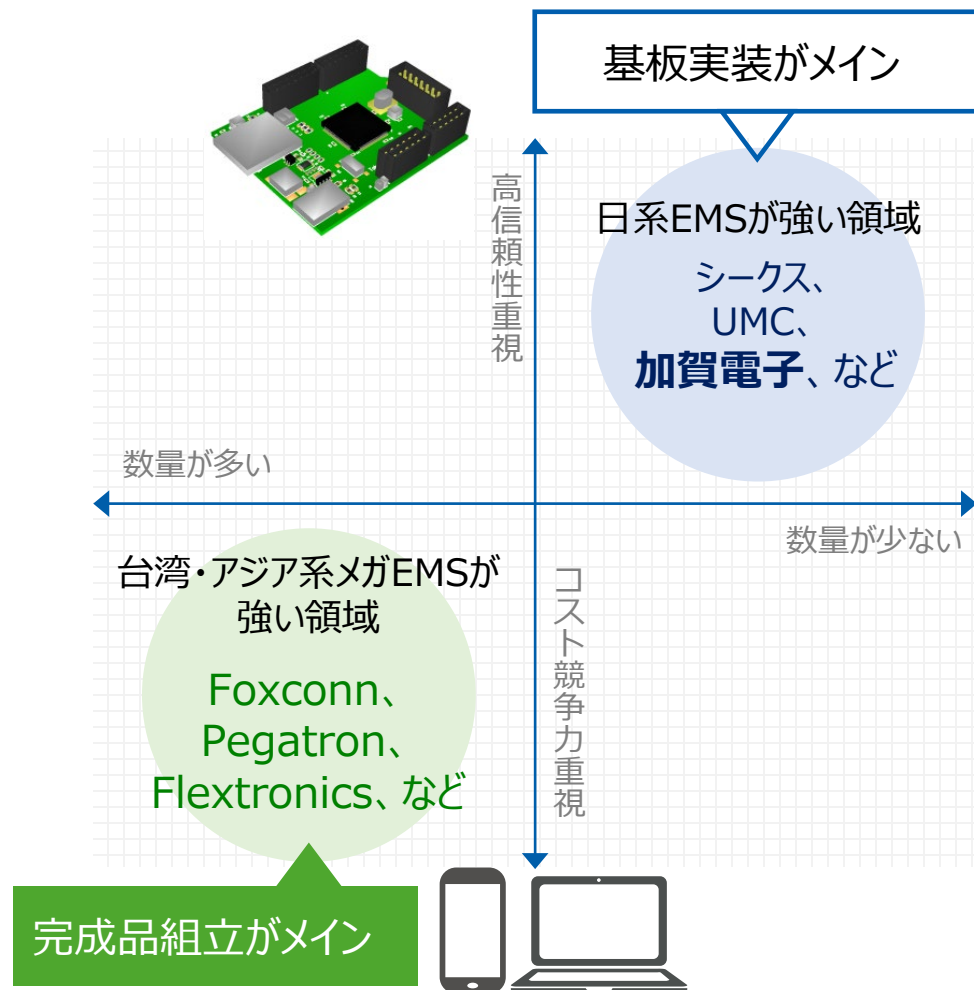 基板実装がメイン
高信頼性重視
日系EMSが強い領域
シークス、
UMC、
加賀電子、など
数量が多い
数量が少ない
台湾・アジア系メガEMSが
強い領域
Foxconn、
Pegatron、
Flextronics、など
コスト競争力重視
完成品組立がメイン